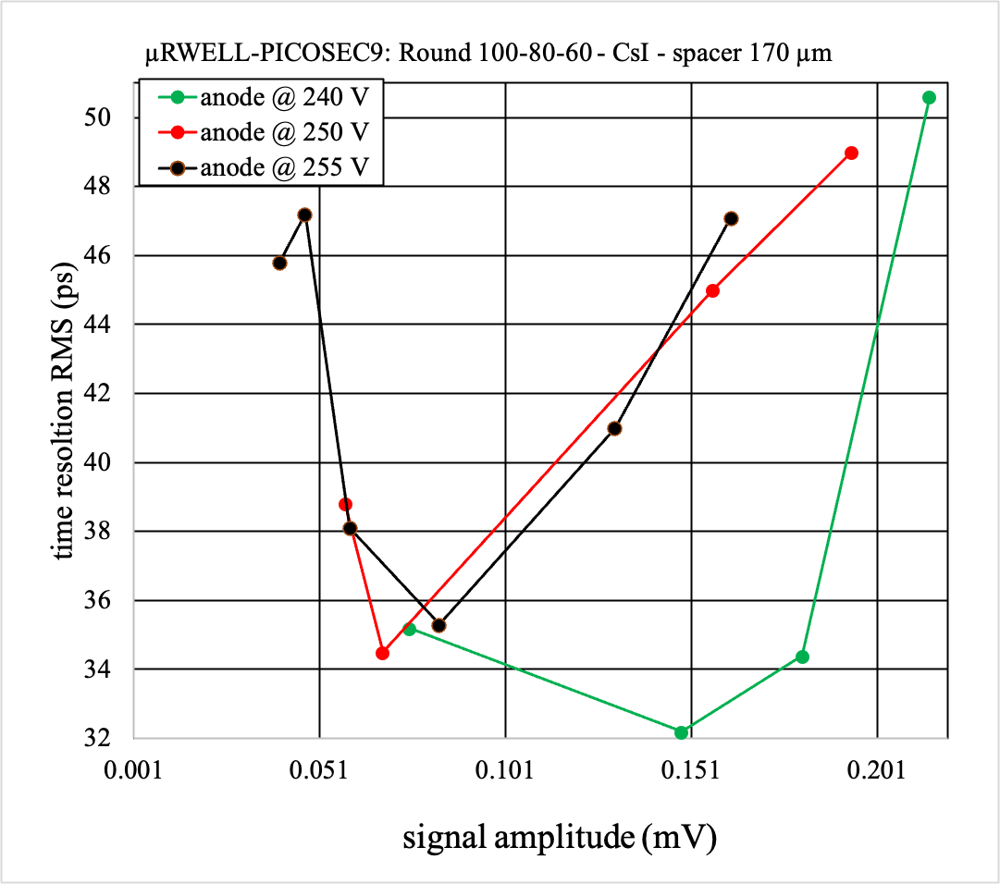 µRWELL-PICOSEC9: Round 100-80-60 - CsI - spacer 170 µm
anode @ 240 V
anode @ 250 V
anode @ 255 V
50
48
46
44
42
40
38
36
34
32
time resoltion RMS (ps)
0.001 0.051 0.101 0.151 0.201
signal amplitude (mV)